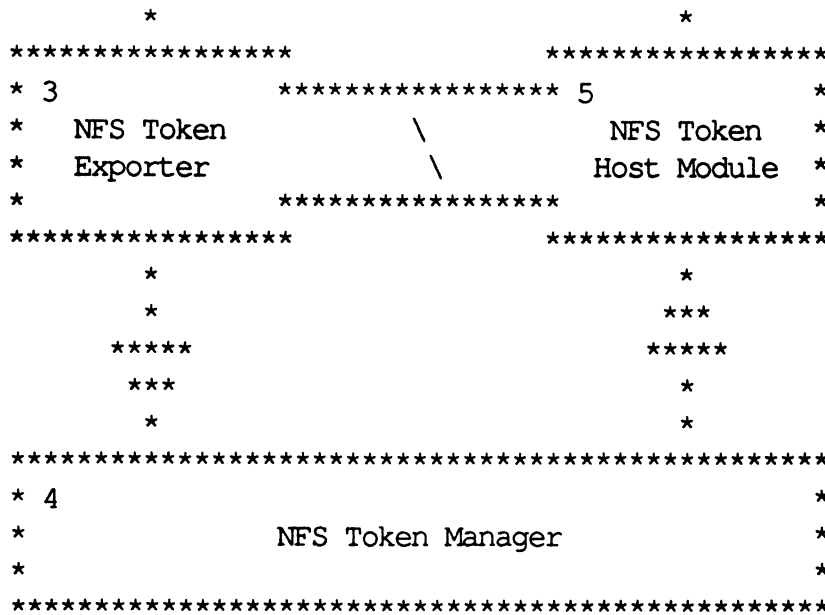 3 5
NFS Token NFS Token
Exporter Host Module
4
NFS Token Manager